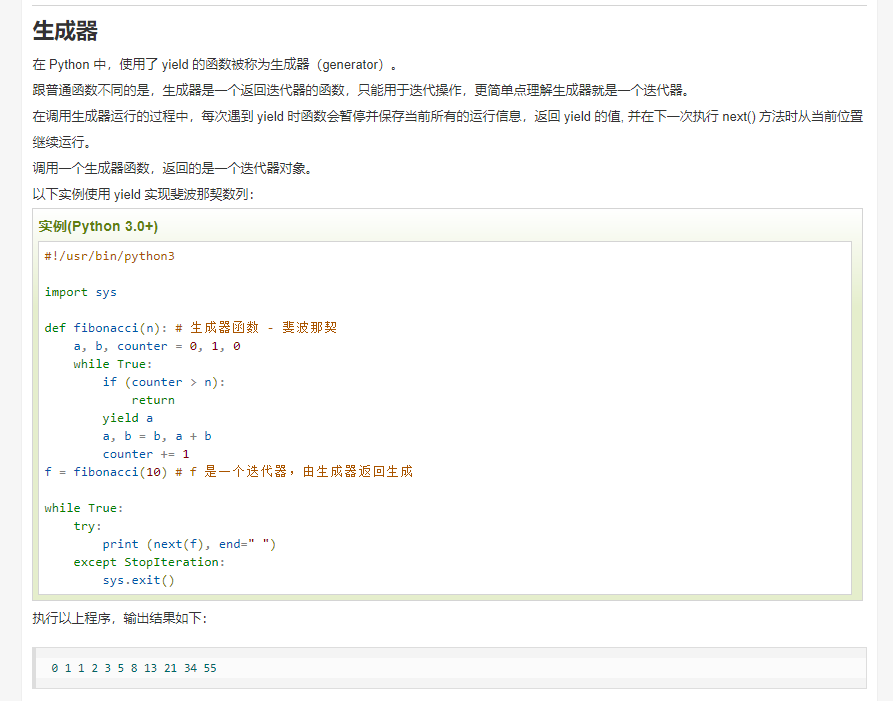 生成器
在 Python 中，使用了 yield 的函数被称为生成器（generator）。
跟普通函数不同的是，生成器是一个返回迭代器的函数，只能用于迭代操作，更简单点理解生成器就是一个迭代器。
在调用生成器运行的过程中，每次遇到 yield 时函数会暂停并保存当前所有的运行信息，返回 yield 的值, 并在下一次执行 next() 方法时从当前位置
继续运行。
调用一个生成器函数，返回的是一个迭代器对象。
以下实例使用 yield 实现斐波那契数列：
实例(Python 3.0+)
#!/usr/bin/python3
import sys
def fibonacci(n): # 生成器函数 - 斐波那契
    a, b, counter = 0, 1, 0
    while True:
        if (counter > n):
            return
        yield a
        a, b = b, a + b
        counter += 1
f = fibonacci(10) # f 是一个迭代器，由生成器返回生成
while True:
    try:
        print (next(f), end=" ")
    except StopIteration:
        sys.exit()
执行以上程序，输出结果如下：
0 1 1 2 3 5 8 13 21 34 55